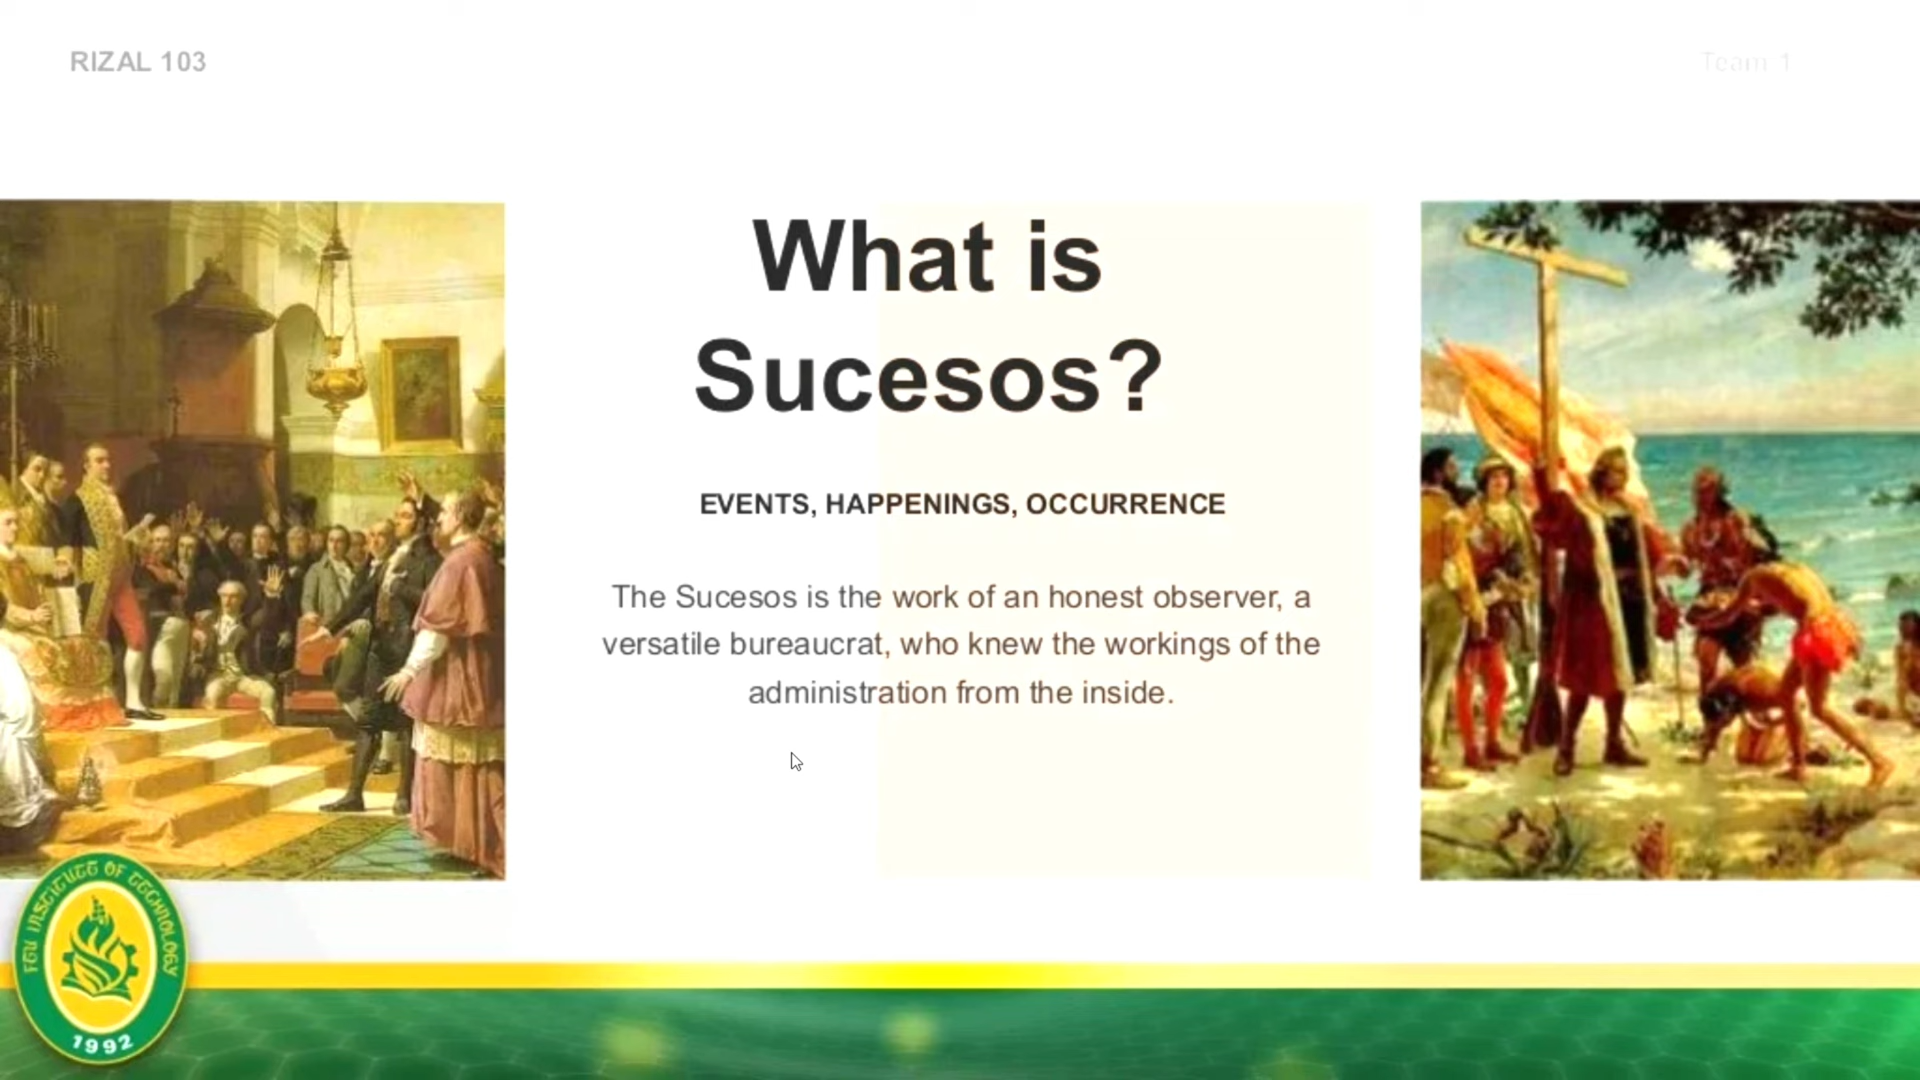 RIZAL 103
Team 1
What is
Sucesos?
EVENTS, HAPPENINGS, OCCURRENCE
The Sucesos is the work of an honest observer, a
versatile bureaucrat, who knew the workings of the
administration from the inside.
FEU INSTITUTE OF TECHNOLOGY
1992